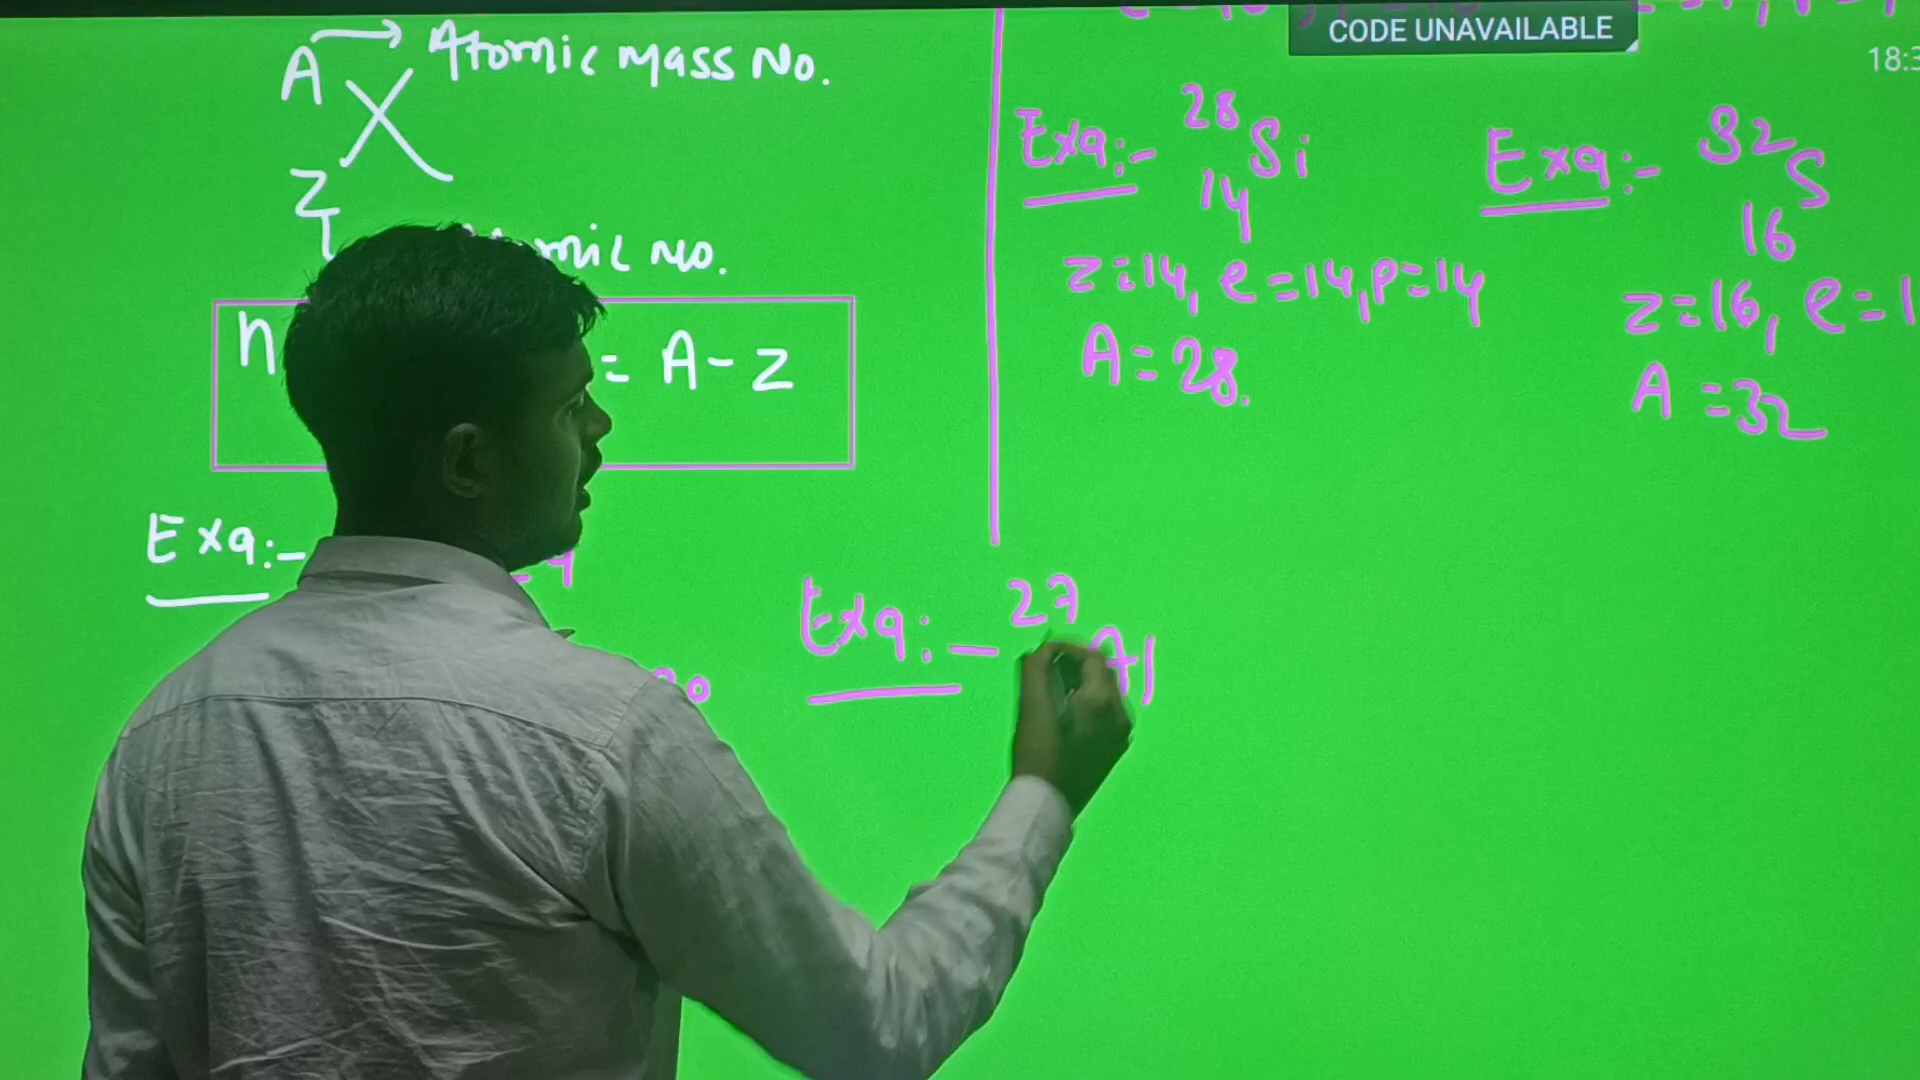 CODE UNAVAILABLE
18:3
A → Atomic Mass No.
X
Z
No.
n = A - Z
Exa:-
Exa:- 27 Al
Exa:- 28 Si
14
z=14, e=14, p=14
A=28.
Exa:- 32 S
16
z=16, e=1
A=32